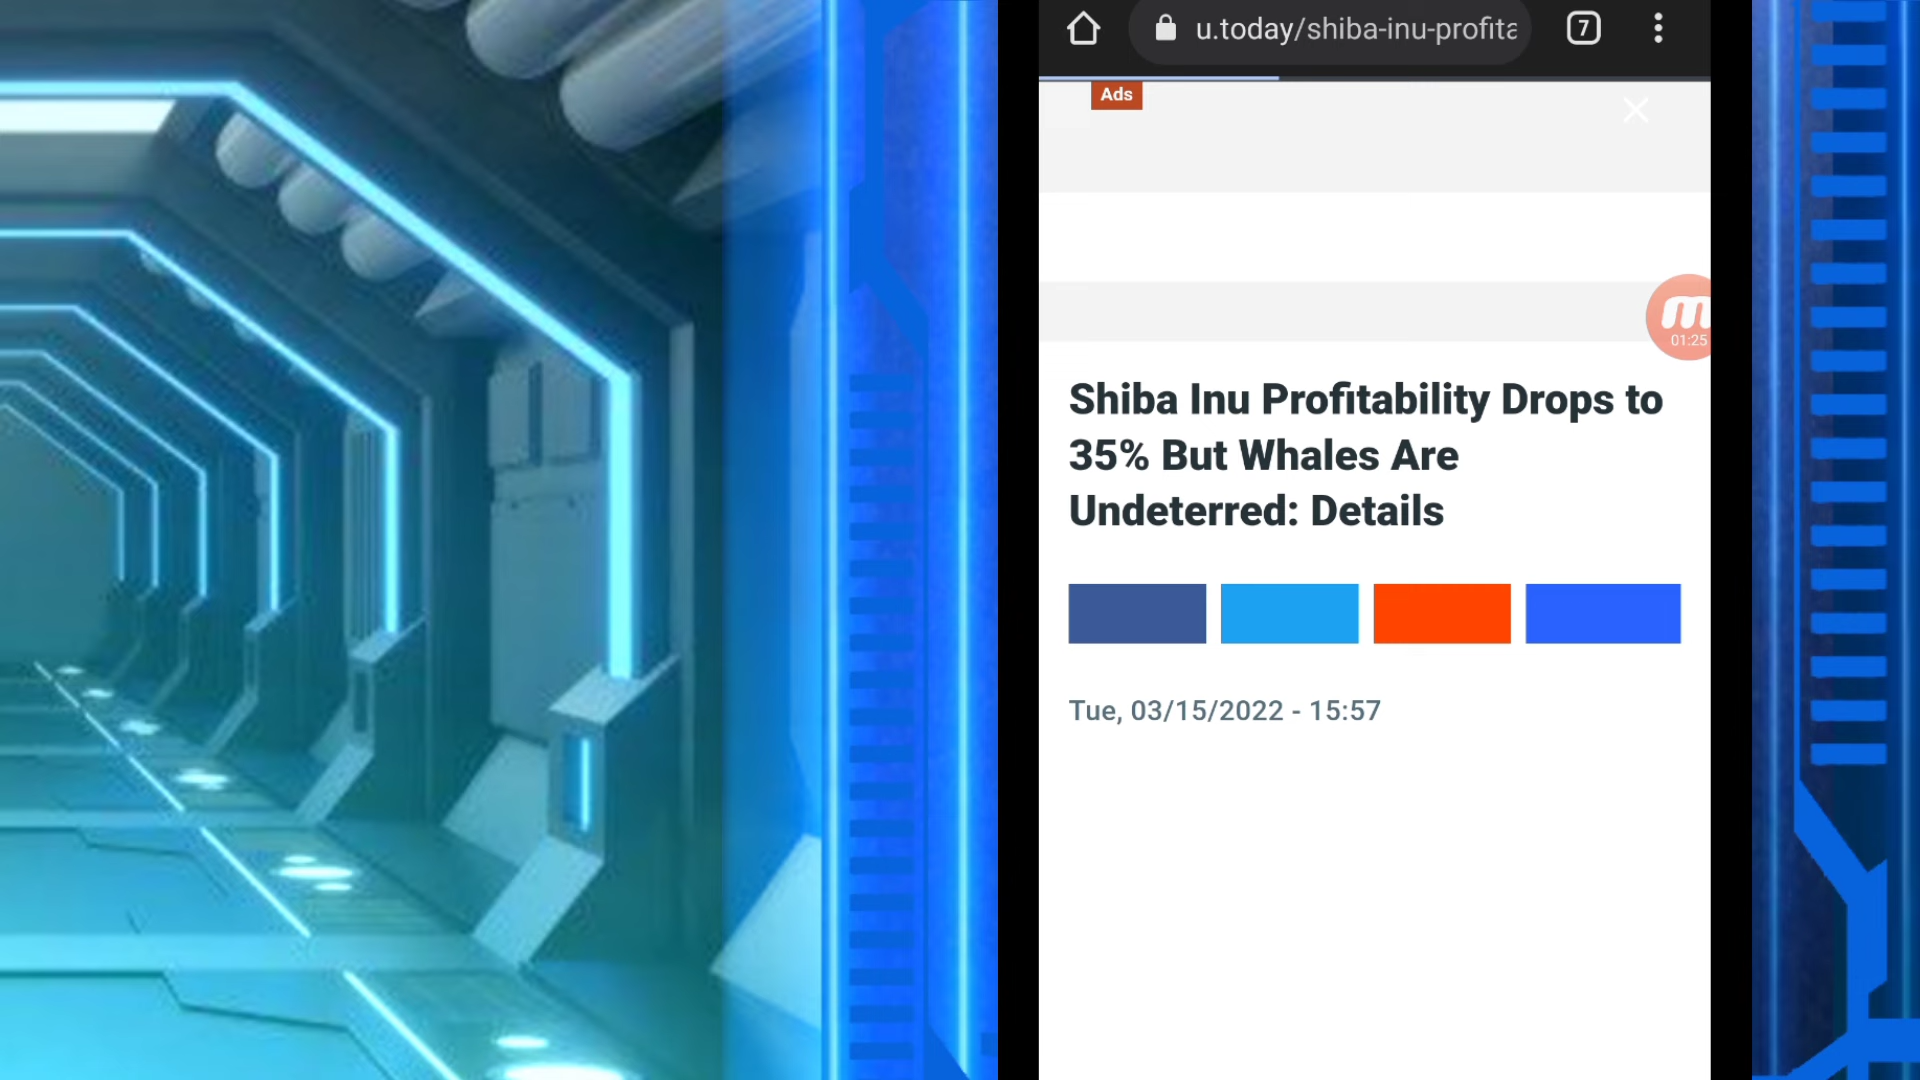 u.today/shiba-inu-profita
7
Ads
m
01:25
Shiba Inu Profitability Drops to
35% But Whales Are
Undeterred: Details
Tue, 03/15/2022 - 15:57